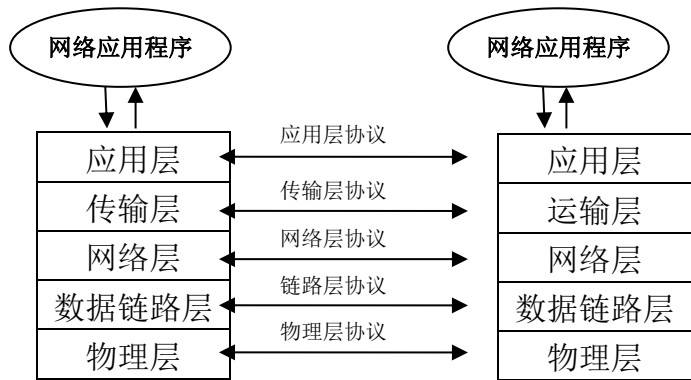 网络应用程序
网络应用程序
应用层
应用层协议
应用层
传输层
传输层协议
运输层
网络层
网络层协议
网络层
数据链路层
链路层协议
数据链路层
物理层
物理层协议
物理层